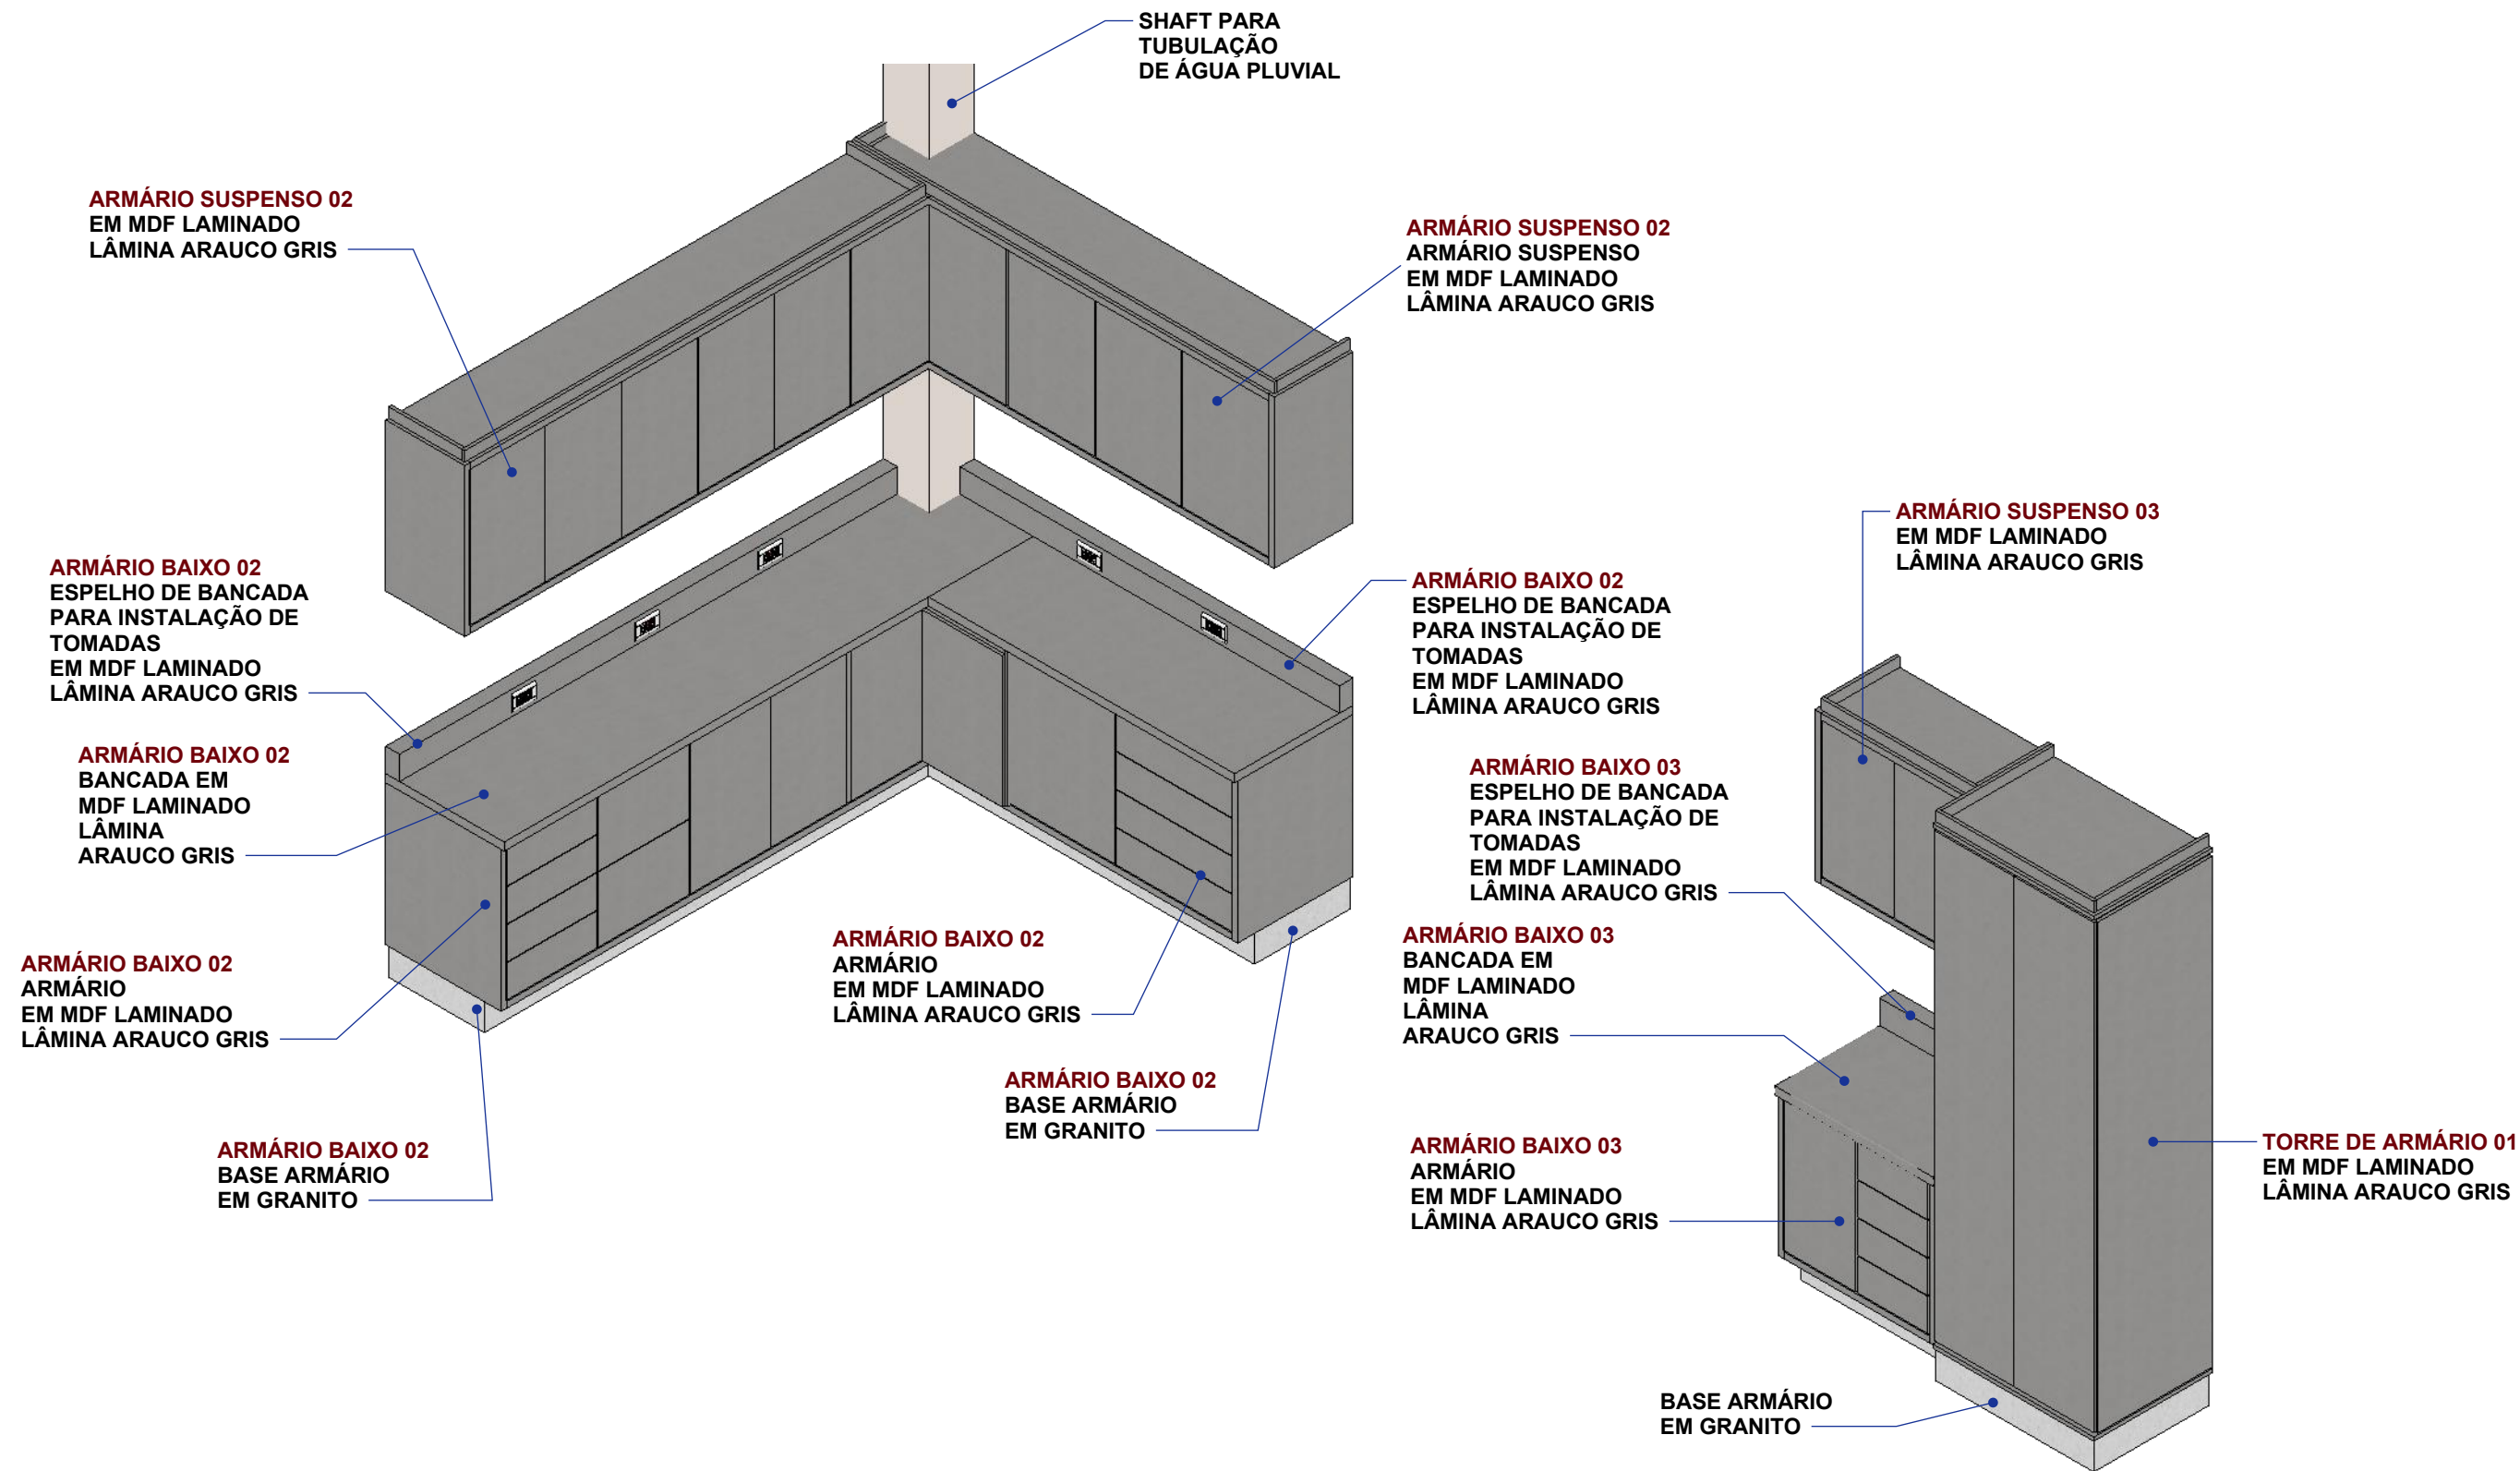 SHAFT PARA
TUBULAÇÃO
DE ÁGUA PLUVIAL
ARMÁRIO SUSPENSO 02
EM MDF LAMINADO
LÂMINA ARAUCO GRIS
ARMÁRIO SUSPENSO 02
ARMÁRIO SUSPENSO
EM MDF LAMINADO
LÂMINA ARAUCO GRIS
ARMÁRIO SUSPENSO 03
EM MDF LAMINADO
LÂMINA ARAUCO GRIS
ARMÁRIO BAIXO 02
ESPELHO DE BANCADA
PARA INSTALAÇÃO DE
TOMADAS
EM MDF LAMINADO
LÂMINA ARAUCO GRIS
ARMÁRIO BAIXO 02
ESPELHO DE BANCADA
PARA INSTALAÇÃO DE
TOMADAS
EM MDF LAMINADO
LÂMINA ARAUCO GRIS
ARMÁRIO BAIXO 02
BANCADA EM
MDF LAMINADO
LÂMINA
ARAUCO GRIS
ARMÁRIO BAIXO 03
ESPELHO DE BANCADA
PARA INSTALAÇÃO DE
TOMADAS
EM MDF LAMINADO
LÂMINA ARAUCO GRIS
ARMÁRIO BAIXO 02
ARMÁRIO
EM MDF LAMINADO
LÂMINA ARAUCO GRIS
ARMÁRIO BAIXO 02
ARMÁRIO
EM MDF LAMINADO
LÂMINA ARAUCO GRIS
ARMÁRIO BAIXO 03
BANCADA EM
MDF LAMINADO
LÂMINA
ARAUCO GRIS
ARMÁRIO BAIXO 02
BASE ARMÁRIO
EM GRANITO
ARMÁRIO BAIXO 02
BASE ARMÁRIO
EM GRANITO
ARMÁRIO BAIXO 03
ARMÁRIO
EM MDF LAMINADO
LÂMINA ARAUCO GRIS
TORRE DE ARMÁRIO 01
EM MDF LAMINADO
LÂMINA ARAUCO GRIS
BASE ARMÁRIO
EM GRANITO